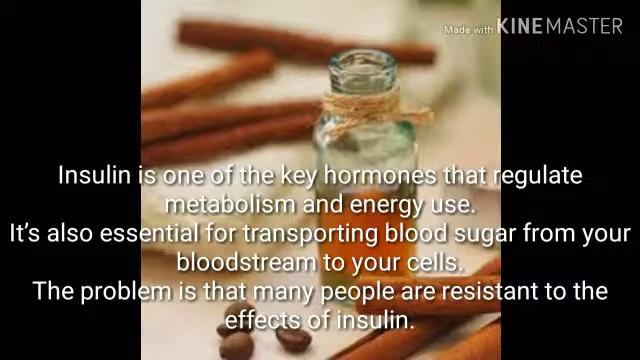 Made with KINEMASTER
Insulin is one of the key hormones that regulate
metabolism and energy use.
It’s also essential for transporting blood sugar from your
bloodstream to your cells.
The problem is that many people are resistant to the
effects of insulin.